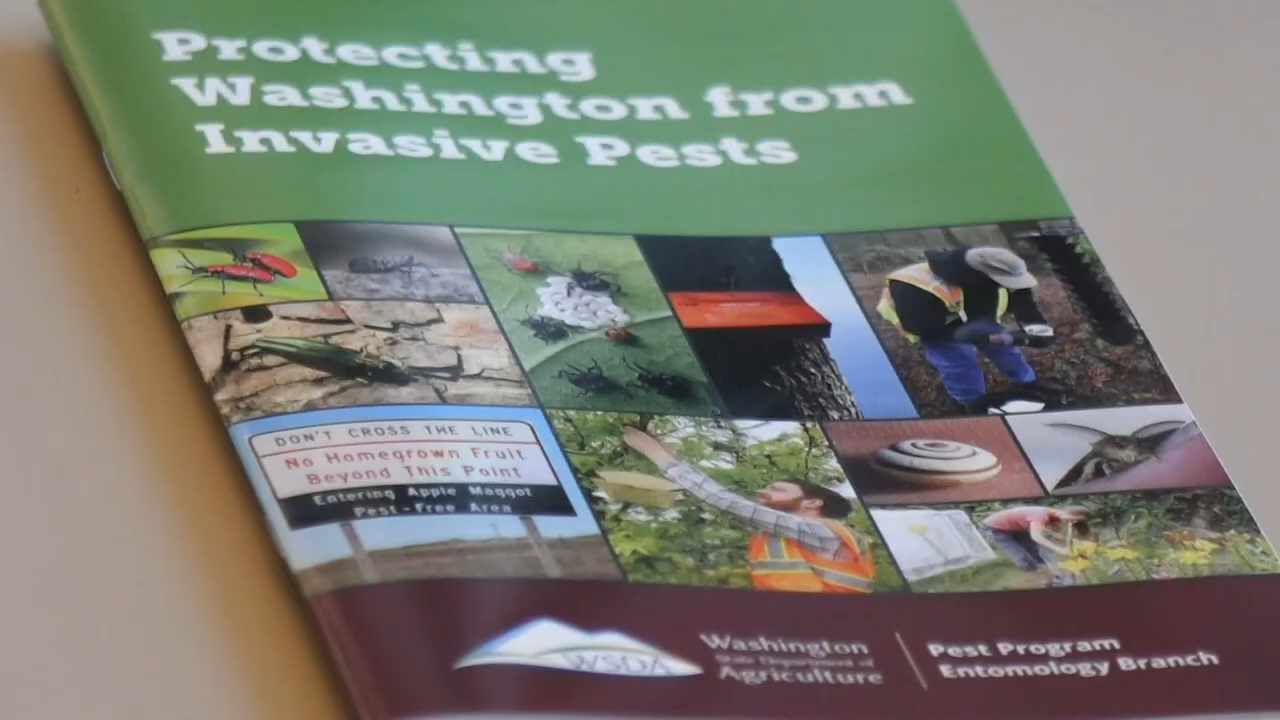 Protecting
Washington from
Invasive Pests
DON'T CROSS THE LINE
No Homegrown Fruit
Beyond This Point
Entering Apple Maggot
Pest-Free Area
WSDA
Washington
State Department of
Agriculture
Pest Program
Entomology Branch